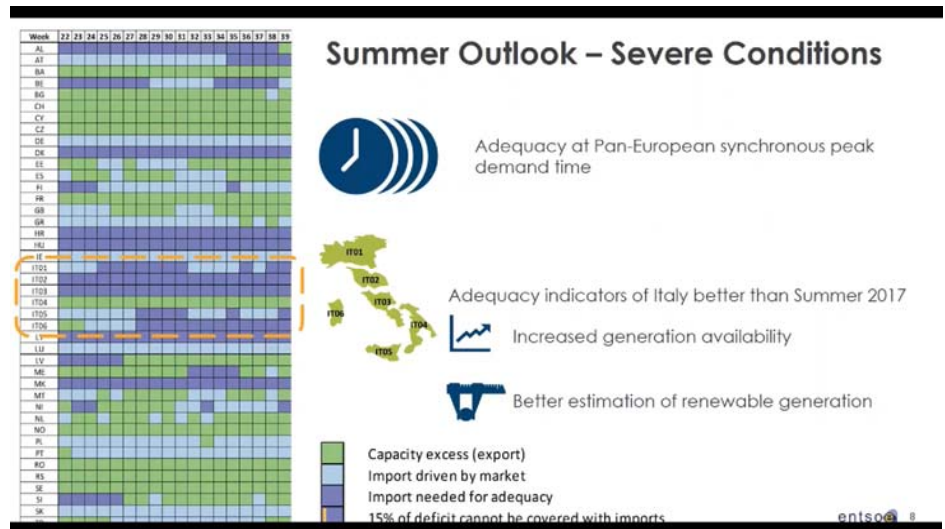 Week 22 23 24 25 26 27 28 29 30 31 32 33 34 35 36 37 38 39
AL
AT
BA
BE
BG
CH
CY
CZ
DE
DK
EE
ES
FI
FR
GB
GR
HR
HU
IE
IT01
IT02
IT03
IT04
IT05
IT06
LT
LU
LV
ME
MK
MT
NI
NL
NO
PL
PT
RO
RS
SE
SI
SK
Summer Outlook – Severe Conditions
Adequacy at Pan-European synchronous peak
demand time
IT01
IT02
IT03
IT06
IT04
IT05
Adequacy indicators of Italy better than Summer 2017
Increased generation availability
Better estimation of renewable generation
Capacity excess (export)
Import driven by market
Import needed for adequacy
15% of deficit cannot be covered with imports
entsoe 8